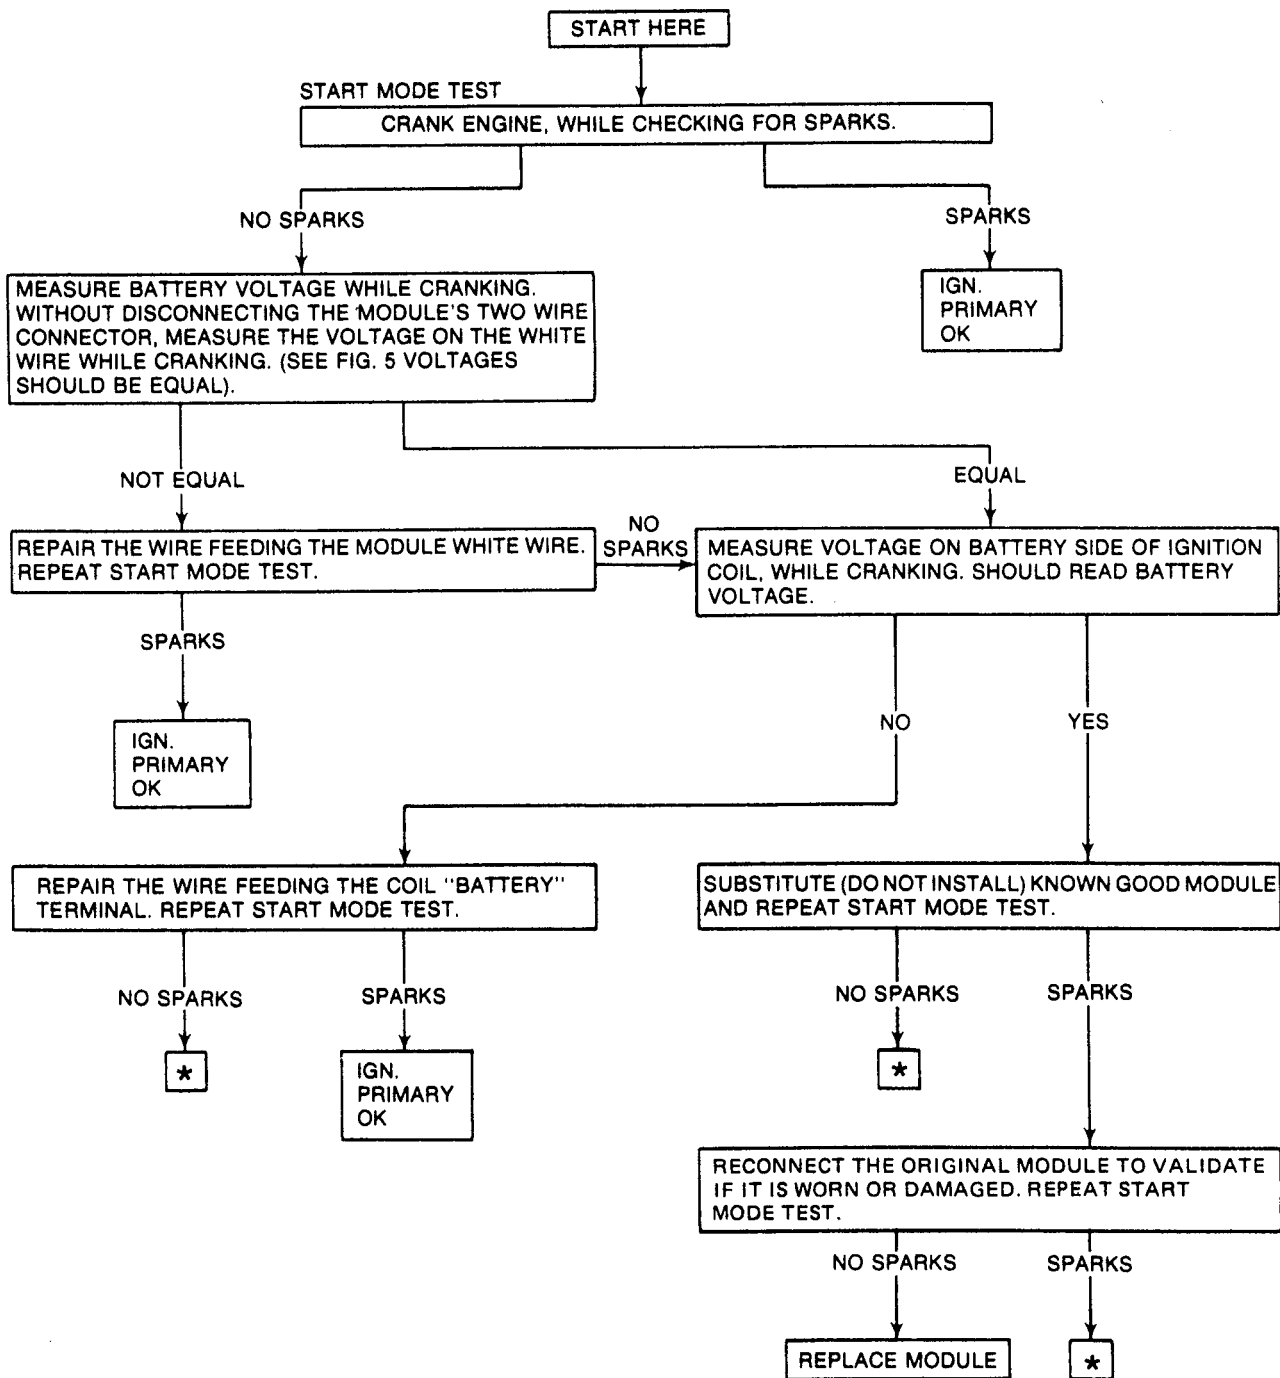 START HERE
START MODE TEST
CRANK ENGINE, WHILE CHECKING FOR SPARKS.
NO SPARKS
SPARKS
MEASURE BATTERY VOLTAGE WHILE CRANKING.
WITHOUT DISCONNECTING THE MODULE'S TWO WIRE
CONNECTOR, MEASURE THE VOLTAGE ON THE WHITE
WIRE WHILE CRANKING. (SEE FIG. 5 VOLTAGES
SHOULD BE EQUAL).
IGN.
PRIMARY
OK
NOT EQUAL
EQUAL
REPAIR THE WIRE FEEDING THE MODULE WHITE WIRE.
REPEAT START MODE TEST.
NO
SPARKS
MEASURE VOLTAGE ON BATTERY SIDE OF IGNITION
COIL, WHILE CRANKING. SHOULD READ BATTERY
VOLTAGE.
SPARKS
IGN.
PRIMARY
OK
NO
YES
REPAIR THE WIRE FEEDING THE COIL "BATTERY"
TERMINAL. REPEAT START MODE TEST.
SUBSTITUTE (DO NOT INSTALL) KNOWN GOOD MODULE
AND REPEAT START MODE TEST.
NO SPARKS
SPARKS
NO SPARKS
SPARKS
*
IGN.
PRIMARY
OK
*
RECONNECT THE ORIGINAL MODULE TO VALIDATE
IF IT IS WORN OR DAMAGED. REPEAT START
MODE TEST.
NO SPARKS
SPARKS
REPLACE MODULE
*